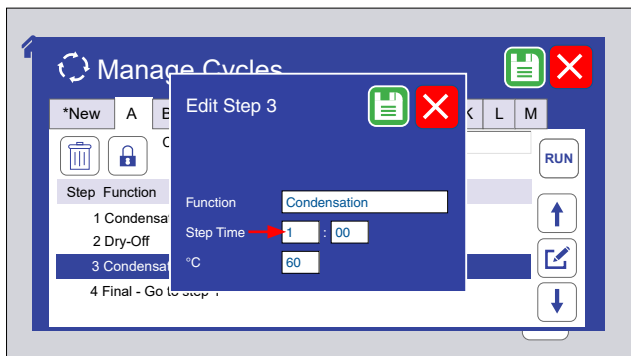 Manage Cycles
*New A L M
Edit Step 3
RUN
Step Function
Function Condensation
1 Condensa
Step Time 1 : 00
2 Dry-Off
°C 60
3 Condensat
4 Final - Go to step 1